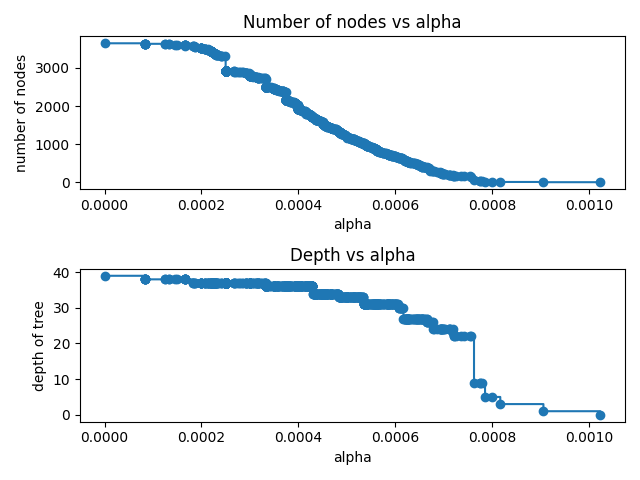 Number of nodes vs alpha
number of nodes
3000
2000
1000
0
0.0000 0.0002 0.0004 0.0006 0.0008 0.0010
alpha
Depth vs alpha
depth of tree
40
30
20
10
0
0.0000 0.0002 0.0004 0.0006 0.0008 0.0010
alpha